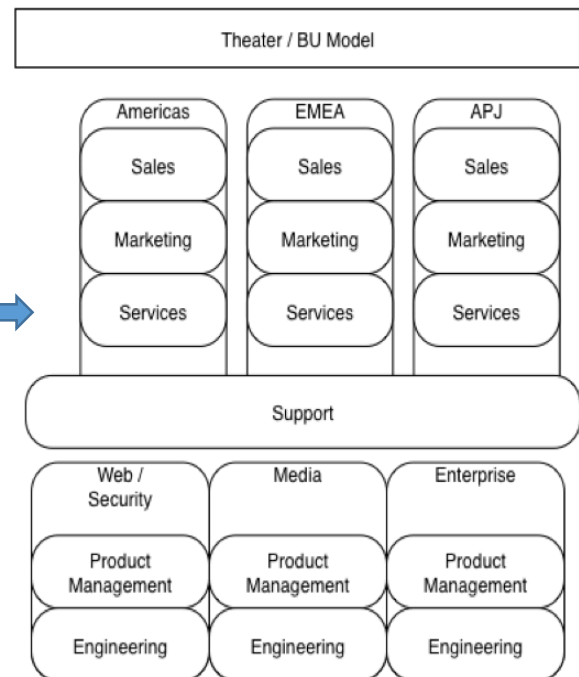 Theater / BU Model
Americas
EMEA
APJ
Sales
Sales
Sales
Marketing
Marketing
Marketing
Services
Services
Services
Support
Web /
Security
Media
Enterprise
Product
Management
Product
Management
Product
Management
Engineering
Engineering
Engineering